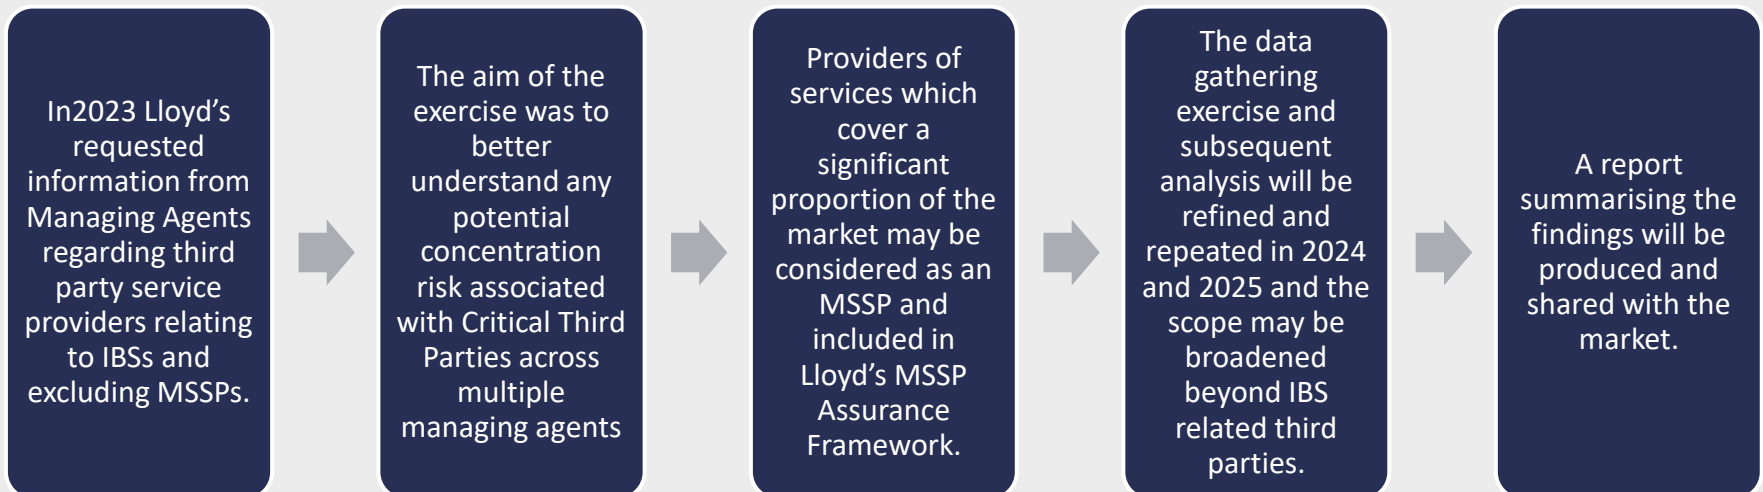 In2023 Lloyd’s
requested
information from
Managing Agents
regarding third
party service
providers relating
to IBSs and
excluding MSSPs.
The aim of the
exercise was to
better
understand any
potential
concentration
risk associated
with Critical Third
Parties across
multiple
managing agents
Providers of
services which
cover a
significant
proportion of the
market may be
considered as an
MSSP and
included in
Lloyd’s MSSP
Assurance
Framework.
The data
gathering
exercise and
subsequent
analysis will be
refined and
repeated in 2024
and 2025 and the
scope may be
broadened
beyond IBS
related third
parties.
A report
summarising the
findings will be
produced and
shared with the
market.